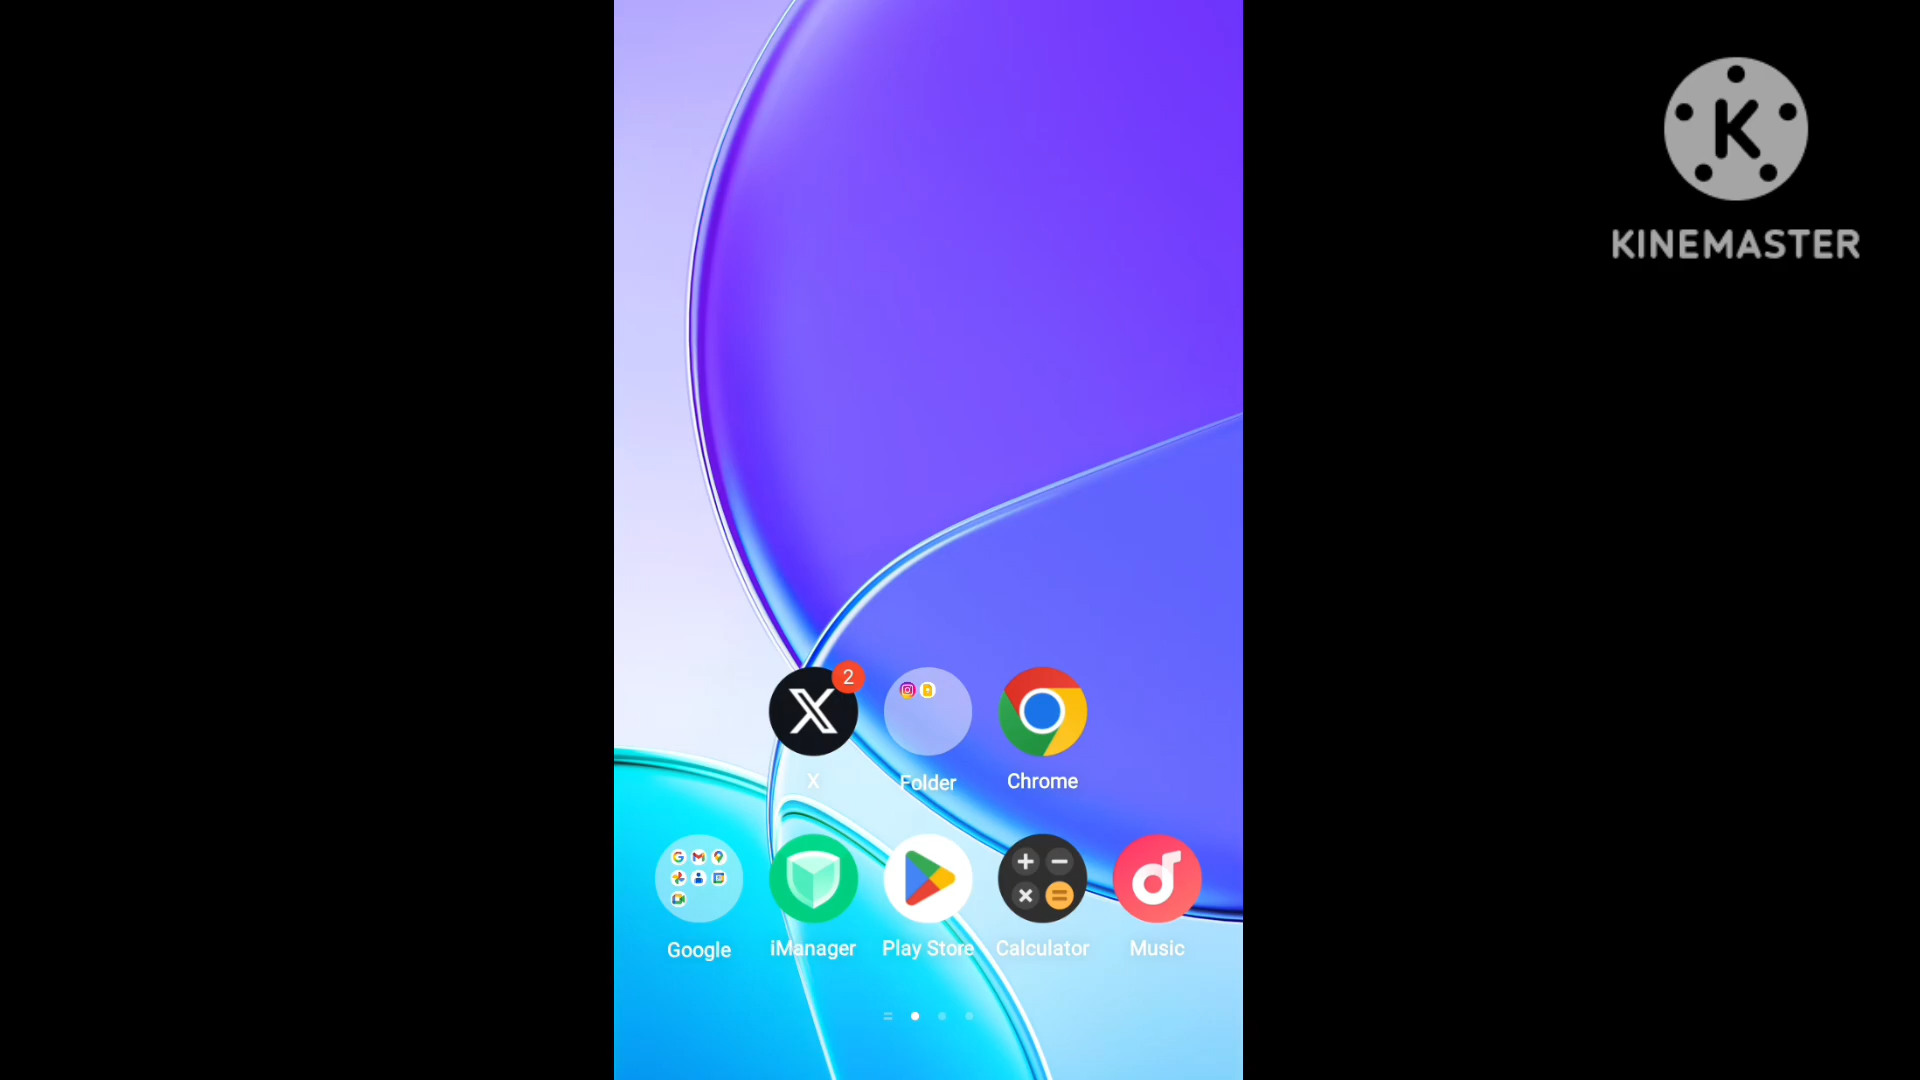 KINEMASTER
2
X
Folder
Chrome
Google
iManager
Play Store
Calculator
Music